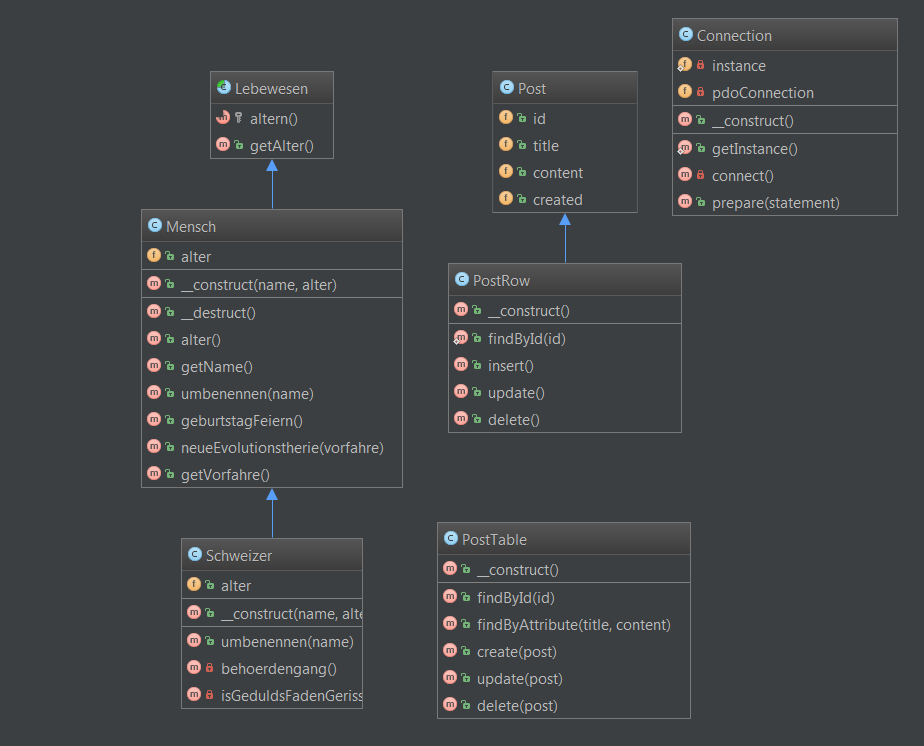 Lebewesen
altern()
getAlter()
Mensch
alter
__construct(name, alter)
__destruct()
alter()
getName()
umbenennen(name)
geburtstagFeiern()
neueEvolutionstherie(vorfahre)
getVorfahre()
Schweizer
alter
__construct(name, alte
umbenennen(name)
behoerdengang()
isGeduldsFadenGeriss
Post
id
title
content
created
PostRow
__construct()
findById(id)
insert()
update()
delete()
PostTable
__construct()
findById(id)
findByAttribute(title, content)
create(post)
update(post)
delete(post)
Connection
instance
pdoConnection
__construct()
getInstance()
connect()
prepare(statement)